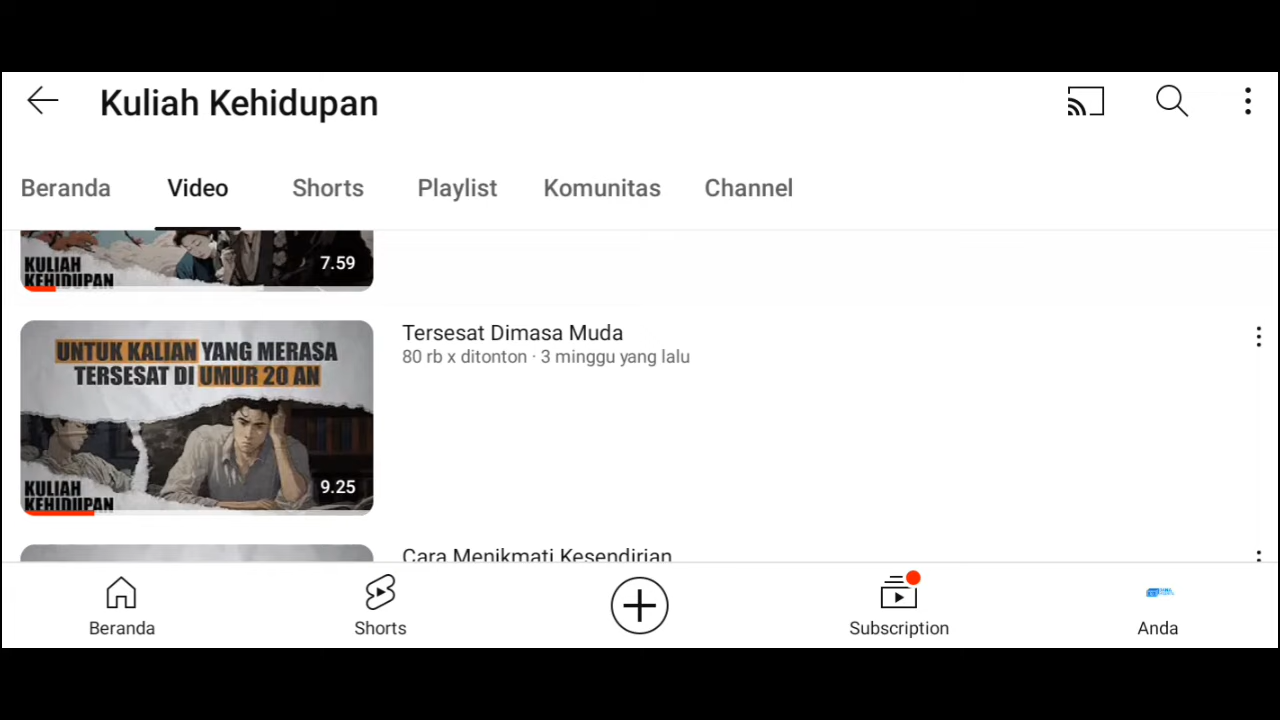 Kuliah Kehidupan
Beranda Video Shorts Playlist Komunitas Channel
KULIAH
KEHIDUPAN
7.59
UNTUK KALIAN YANG MERASA
TERSESAT DI UMUR 20 AN
KULIAH
KEHIDUPAN
9.25
Tersesat Dimasa Muda
80 rb x ditonton · 3 minggu yang lalu
Cara Menikmati Kesendirian
Beranda Shorts Subscription Anda